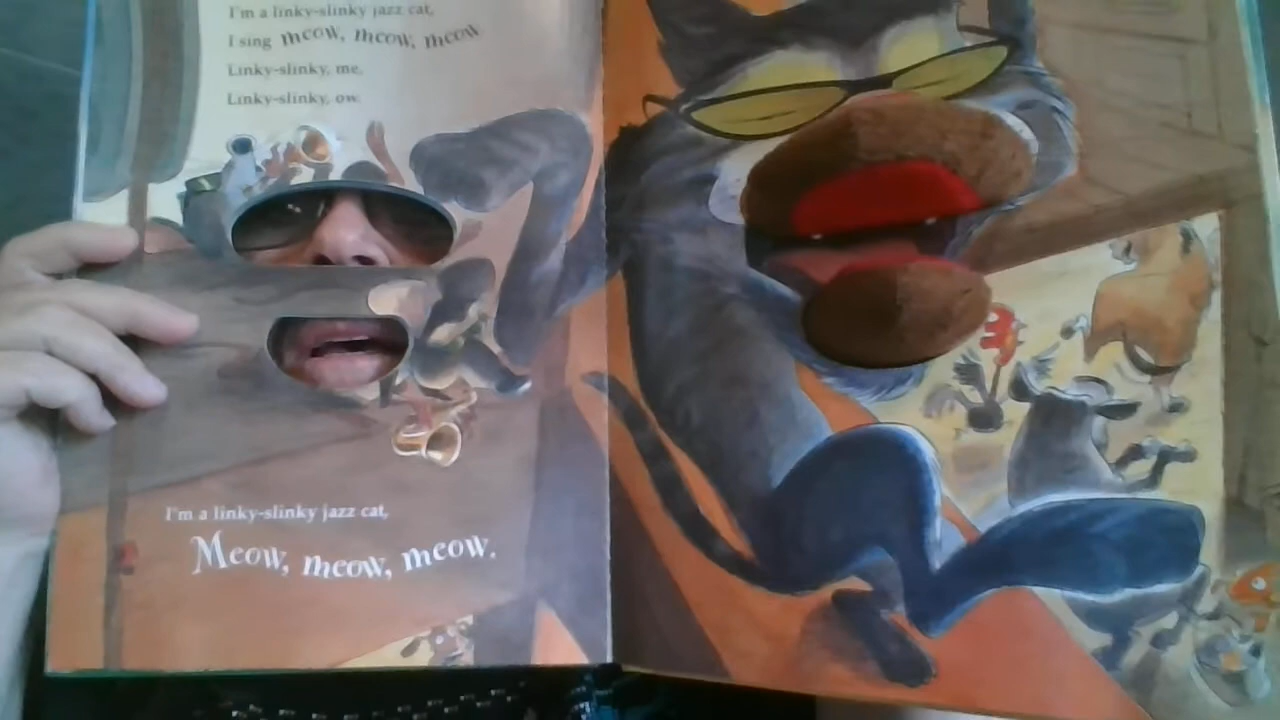 I'm a linky-slinky jazz cat,
I sing meow, meow, meow
Linky-slinky, me,
Linky-slinky, ow.
I'm a linky-slinky jazz cat,
Meow, meow, meow.